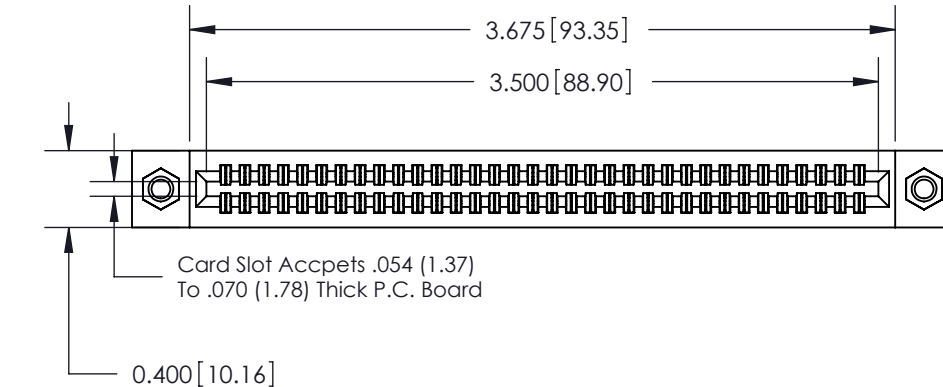 3.675 [93.35]
3.500 [88.90]
Card Slot Accpets .054 (1.37)
To .070 (1.78) Thick P.C. Board
0.400 [10.16]